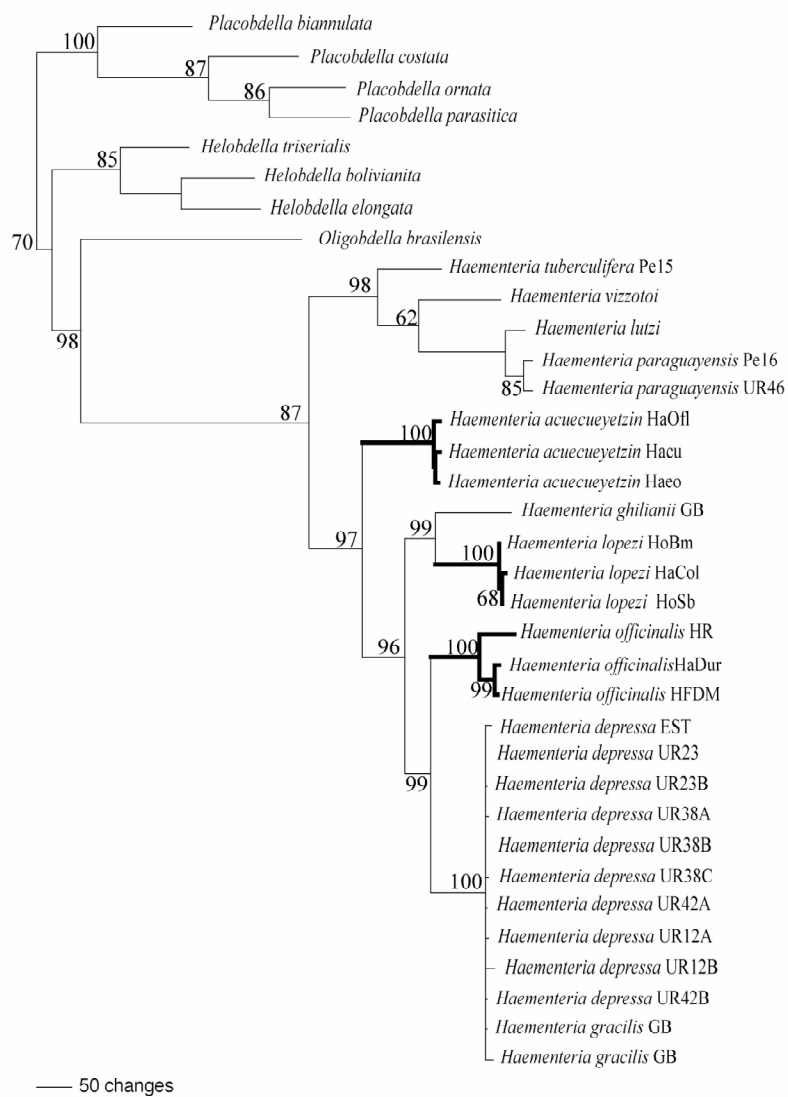 Placobdella biannulata
100
Placobdella costata
87
Placobdella ornata
86
Placobdella parasitica
Helobdella triserialis
85
Helobdella bolivianita
Helobdella elongata
70
Oligobdella brasilensis
Haementeria tuberculifera Pe15
98
Haementeria vizzotoi
62
Haementeria lutzi
98
Haementeria paraguayensis Pe16
85
Haementeria paraguayensis UR46
87
Haementeria acuecueyetzin HaOfl
100
Haementeria acuecueyetzin Hacu
Haementeria acuecueyetzin Haeo
Haementeria ghilianii GB
99
97
Haementeria lopezi HoBm
100
Haementeria lopezi HaCol
68
Haementeria lopezi HoSb
Haementeria officinalis HR
96
100
Haementeria officinalisHaDur
99
Haementeria officinalis HFDM
Haementeria depressa EST
Haementeria depressa UR23
99
Haementeria depressa UR23B
Haementeria depressa UR38A
Haementeria depressa UR38B
100
Haementeria depressa UR38C
Haementeria depressa UR42A
Haementeria depressa UR12A
Haementeria depressa UR12B
Haementeria depressa UR42B
Haementeria gracilis GB
Haementeria gracilis GB
50 changes